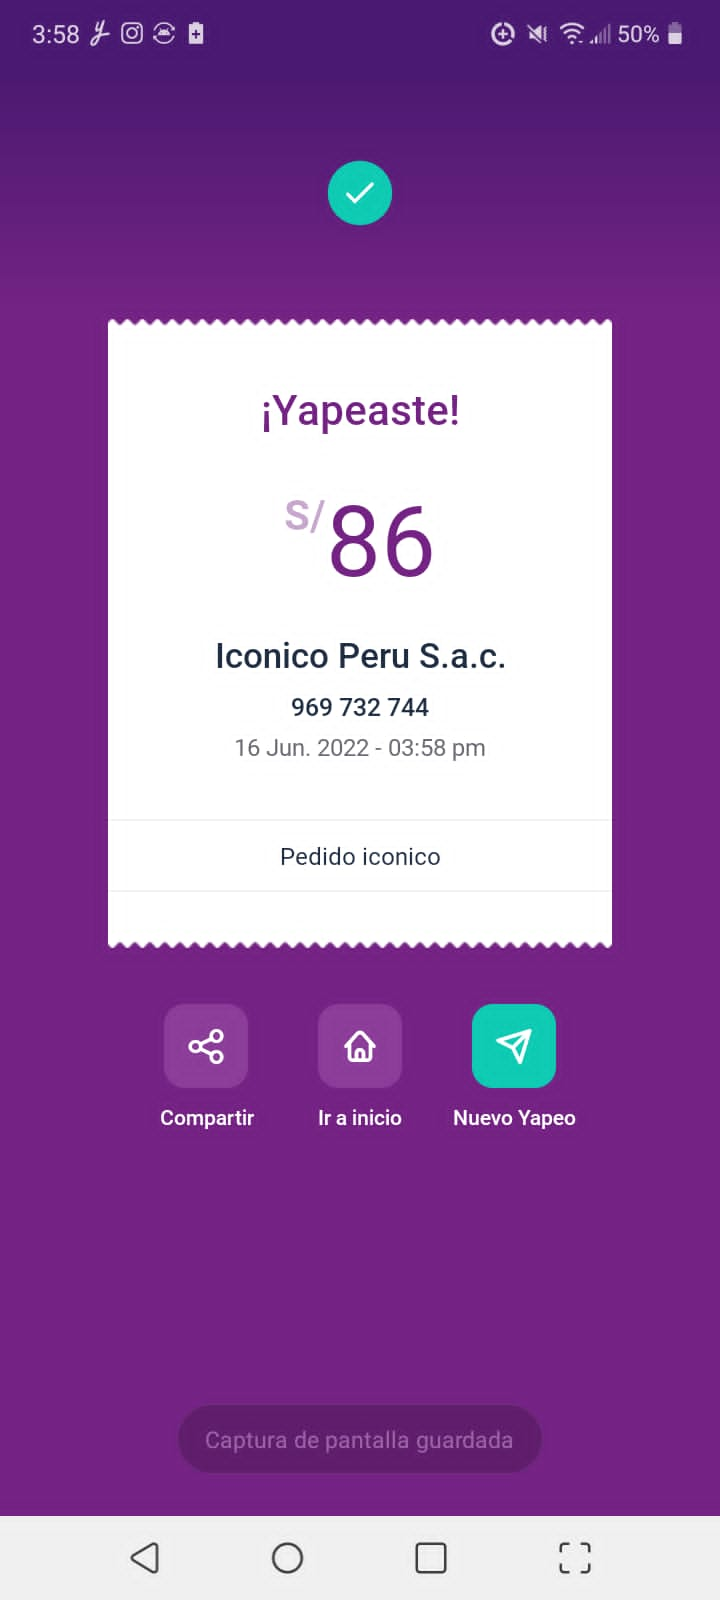 3:58
50%
¡Yapeaste!
S/86
Iconico Peru S.a.c.
969 732 744
16 Jun. 2022 - 03:58 pm
Pedido iconico
Compartir
Ir a inicio
Nuevo Yapeo
Captura de pantalla guardada